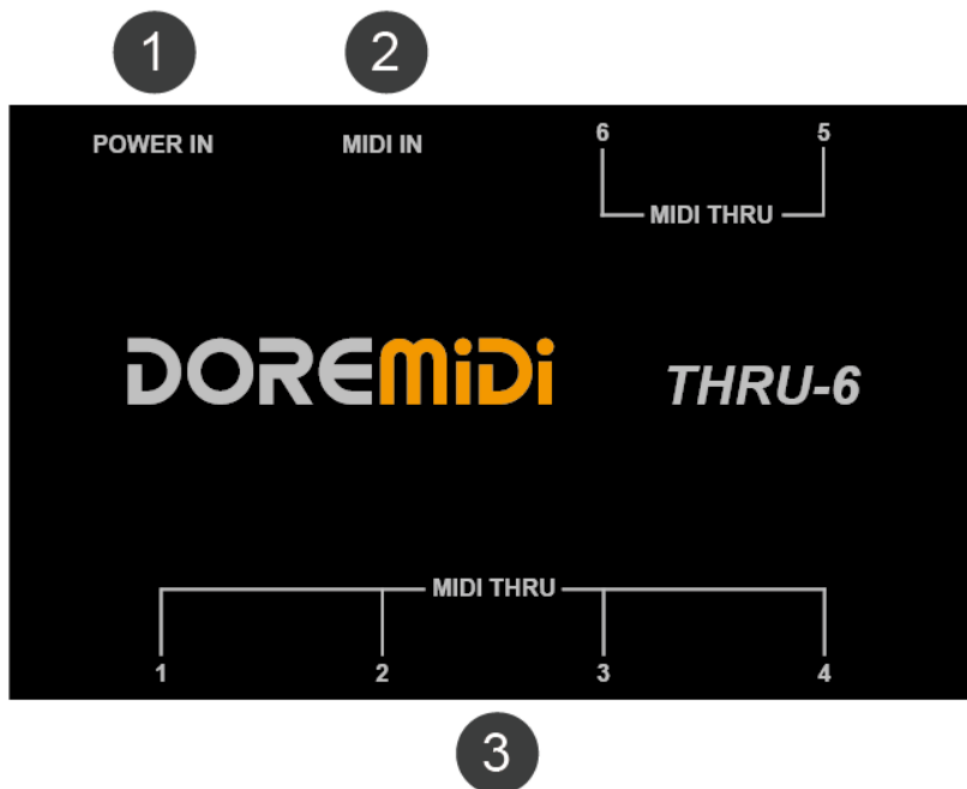 1 2
POWER IN MIDI IN 6 5
MIDI THRU
DOREMiDi THRU-6
MIDI THRU
1 2 3 4
3